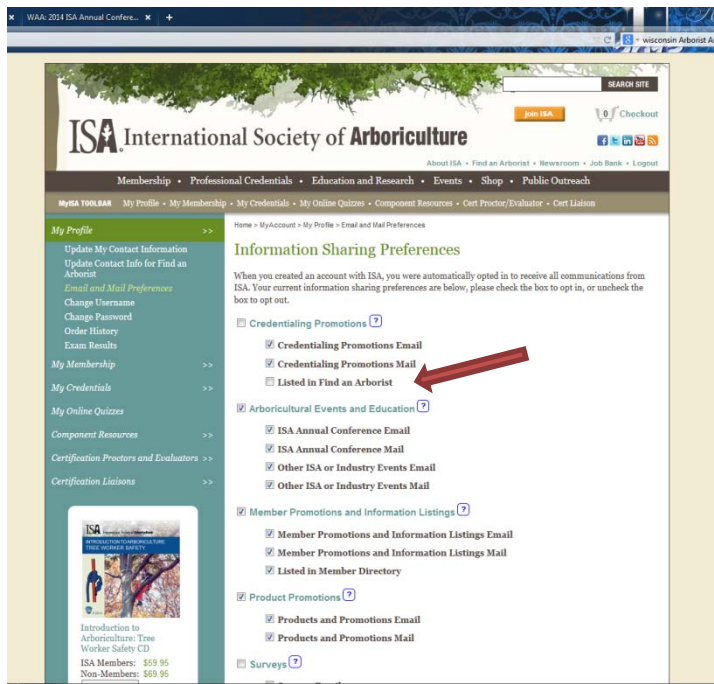 WAA: 2014 ISA Annual Confere... × +
wisconsin Arborist A
SEARCH SITE
Join ISA 0 Checkout
ISA International Society of Arboriculture
About ISA • Find an Arborist • Newsroom • Job Bank • Logout
Membership • Professional Credentials • Education and Research • Events • Shop • Public Outreach
MyISA TOOLBAR My Profile • My Membership • My Credentials • My Online Quizzes • Component Resources • Cert Proctor/Evaluator • Cert Liaison
My Profile >>
Update My Contact Information
Update Contact Info for Find an
Arborist
Email and Mail Preferences
Change Username
Change Password
Order History
Exam Results
My Membership >>
My Credentials >>
My Online Quizzes
Component Resources >>
Certification Proctors and Evaluators >>
Certification Liaisons >>
ISA
INTRODUCTION TO ARBORICULTURE
TREE WORKER SAFETY
Introduction to
Arboriculture: Tree
Worker Safety CD
ISA Members: $59.95
Non-Members: $69.95
Home > MyAccount > My Profile > Email and Mail Preferences
Information Sharing Preferences
When you created an account with ISA, you were automatically opted in to receive all communications from
ISA. Your current information sharing preferences are below, please check the box to opt in, or uncheck the
box to opt out.
Credentialing Promotions ?
Credentialing Promotions Email
Credentialing Promotions Mail
Listed in Find an Arborist
Arboricultural Events and Education ?
ISA Annual Conference Email
ISA Annual Conference Mail
Other ISA or Industry Events Email
Other ISA or Industry Events Mail
Member Promotions and Information Listings ?
Member Promotions and Information Listings Email
Member Promotions and Information Listings Mail
Listed in Member Directory
Product Promotions ?
Products and Promotions Email
Products and Promotions Mail
Surveys ?